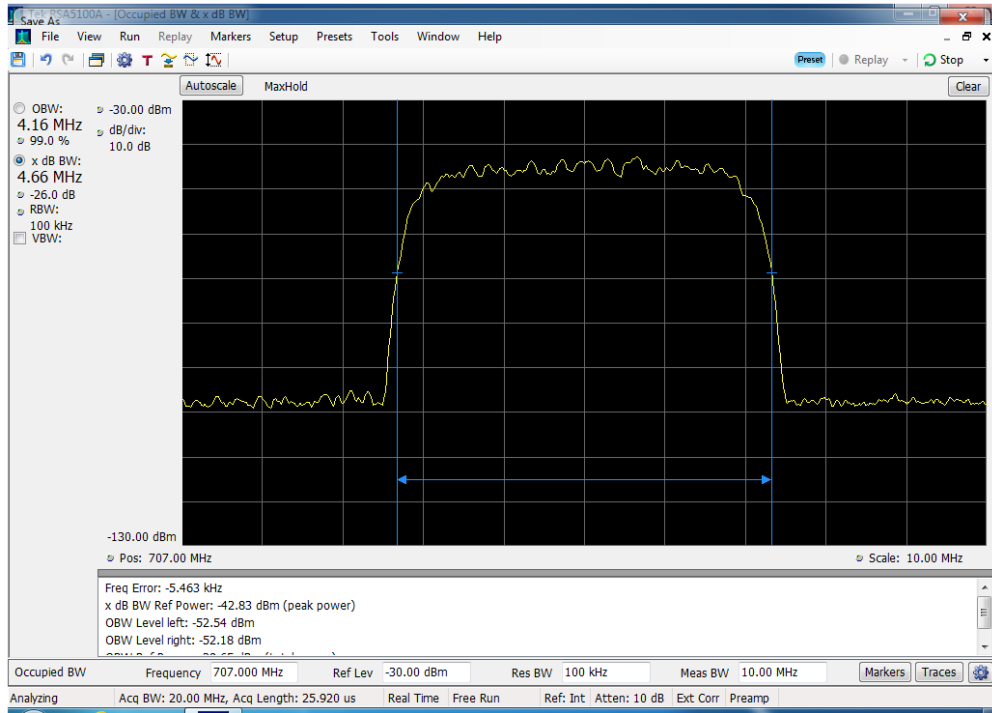 Tek RSA5100A - [Occupied BW & x dB BW]
Save As
File View Run Replay Markers Setup Presets Tools Window Help
T Preset Replay Stop
Autoscale MaxHold Clear
OBW:
4.16 MHz
99.0 %
x dB BW:
4.66 MHz
-26.0 dB
RBW:
100 kHz
VBW:
-30.00 dBm
dB/div:
10.0 dB
-130.00 dBm
Pos: 707.00 MHz Scale: 10.00 MHz
Freq Error: -5.463 kHz
x dB BW Ref Power: -42.83 dBm (peak power)
OBW Level left: -52.54 dBm
OBW Level right: -52.18 dBm
Occupied BW Frequency 707.000 MHz Ref Lev -30.00 dBm Res BW 100 kHz Meas BW 10.00 MHz Markers Traces
Analyzing Acq BW: 20.00 MHz, Acq Length: 25.920 us Real Time Free Run Ref: Int Atten: 10 dB Ext Corr Preamp